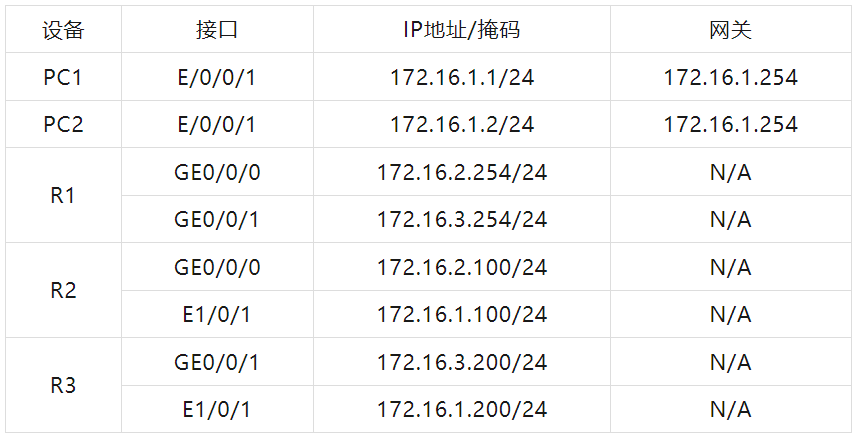 设备 接口 IP地址/掩码 网关
PC1 E/0/0/1 172.16.1.1/24 172.16.1.254
PC2 E/0/0/1 172.16.1.2/24 172.16.1.254
R1 GE0/0/0 172.16.2.254/24 N/A
GE0/0/1 172.16.3.254/24 N/A
R2 GE0/0/0 172.16.2.100/24 N/A
E1/0/1 172.16.1.100/24 N/A
R3 GE0/0/1 172.16.3.200/24 N/A
E1/0/1 172.16.1.200/24 N/A